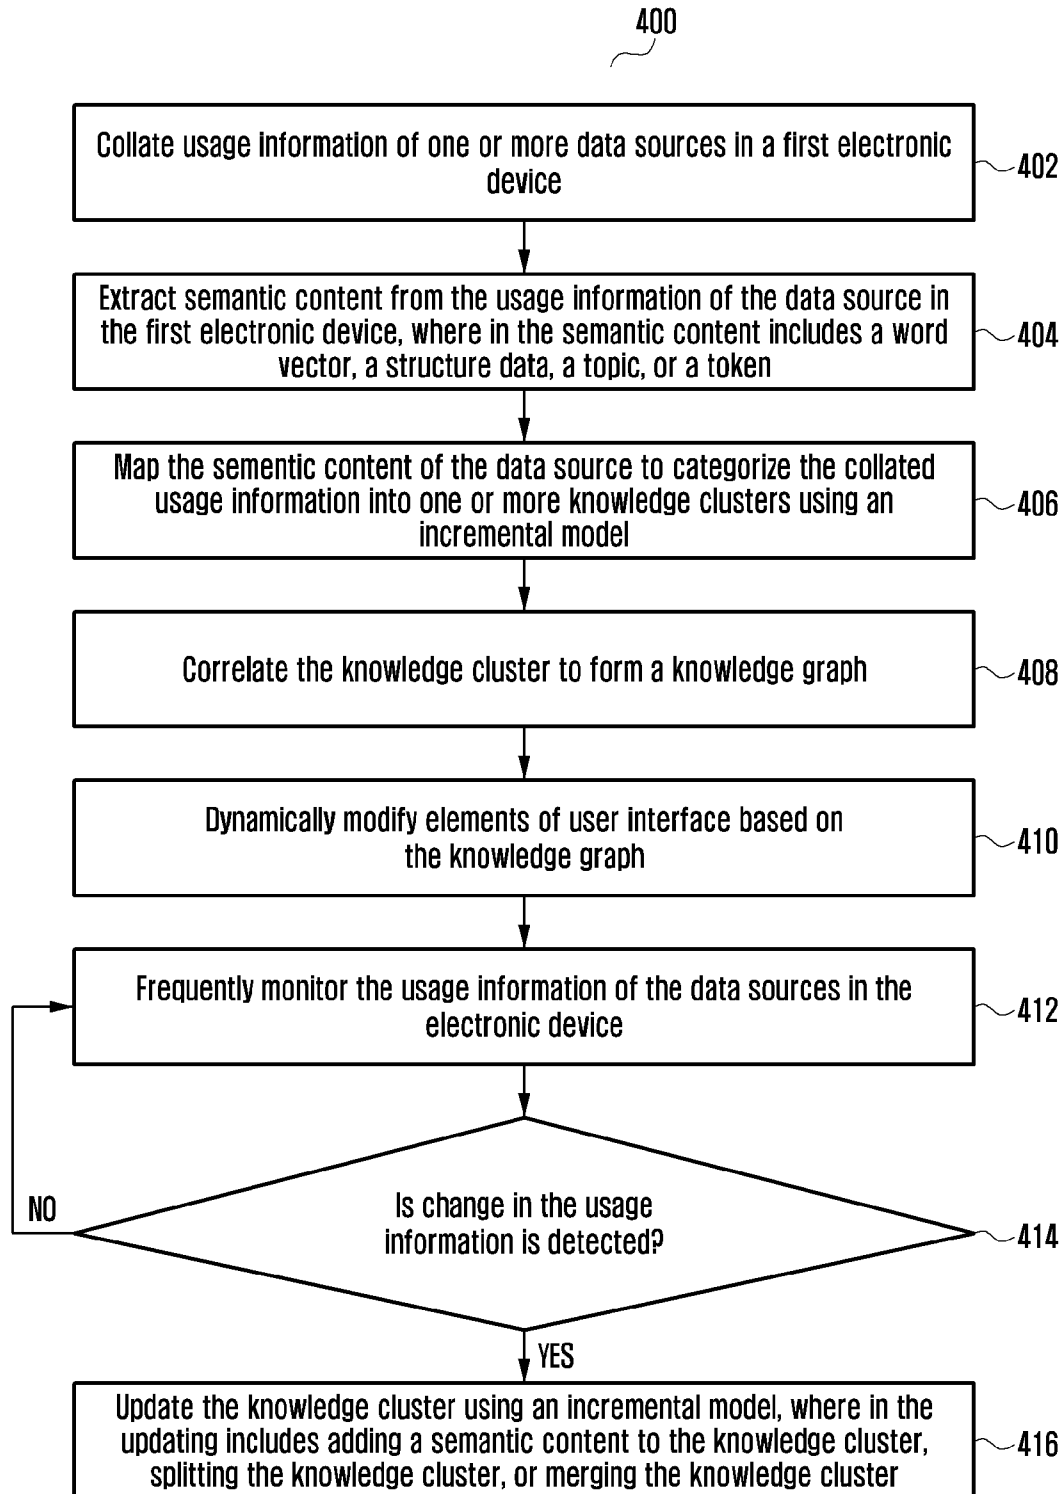 400
Collate usage information of one or more data sources in a first electronic
device
402
Extract semantic content from the usage information of the data source in
the first electronic device, where in the semantic content includes a word
vector, a structure data, a topic, or a token
404
Map the sementic content of the data source to categorize the collated
usage information into one or more knowledge clusters using an
incremental model
406
Correlate the knowledge cluster to form a knowledge graph
408
Dynamically modify elements of user interface based on
the knowledge graph
410
Frequently monitor the usage information of the data sources in the
electronic device
412
Is change in the usage
information is detected?
414
NO
YES
Update the knowledge cluster using an incremental model, where in the
updating includes adding a semantic content to the knowledge cluster,
splitting the knowledge cluster, or merging the knowledge cluster
416